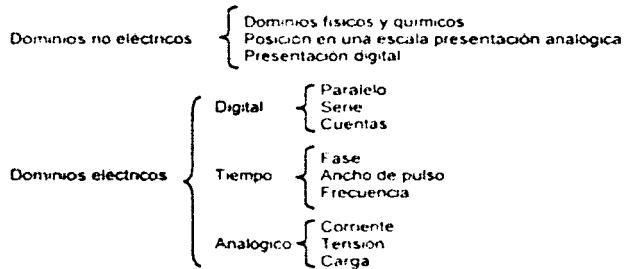 Dominios no eléctricos
Dominios físicos y químicos
Posición en una escala presentación analógica
Presentación digital
Dominios eléctricos
Digital
Paralelo
Serie
Cuentas
Tiempo
Fase
Ancho de pulso
Frecuencia
Analógico
Corriente
Tensión
Carga